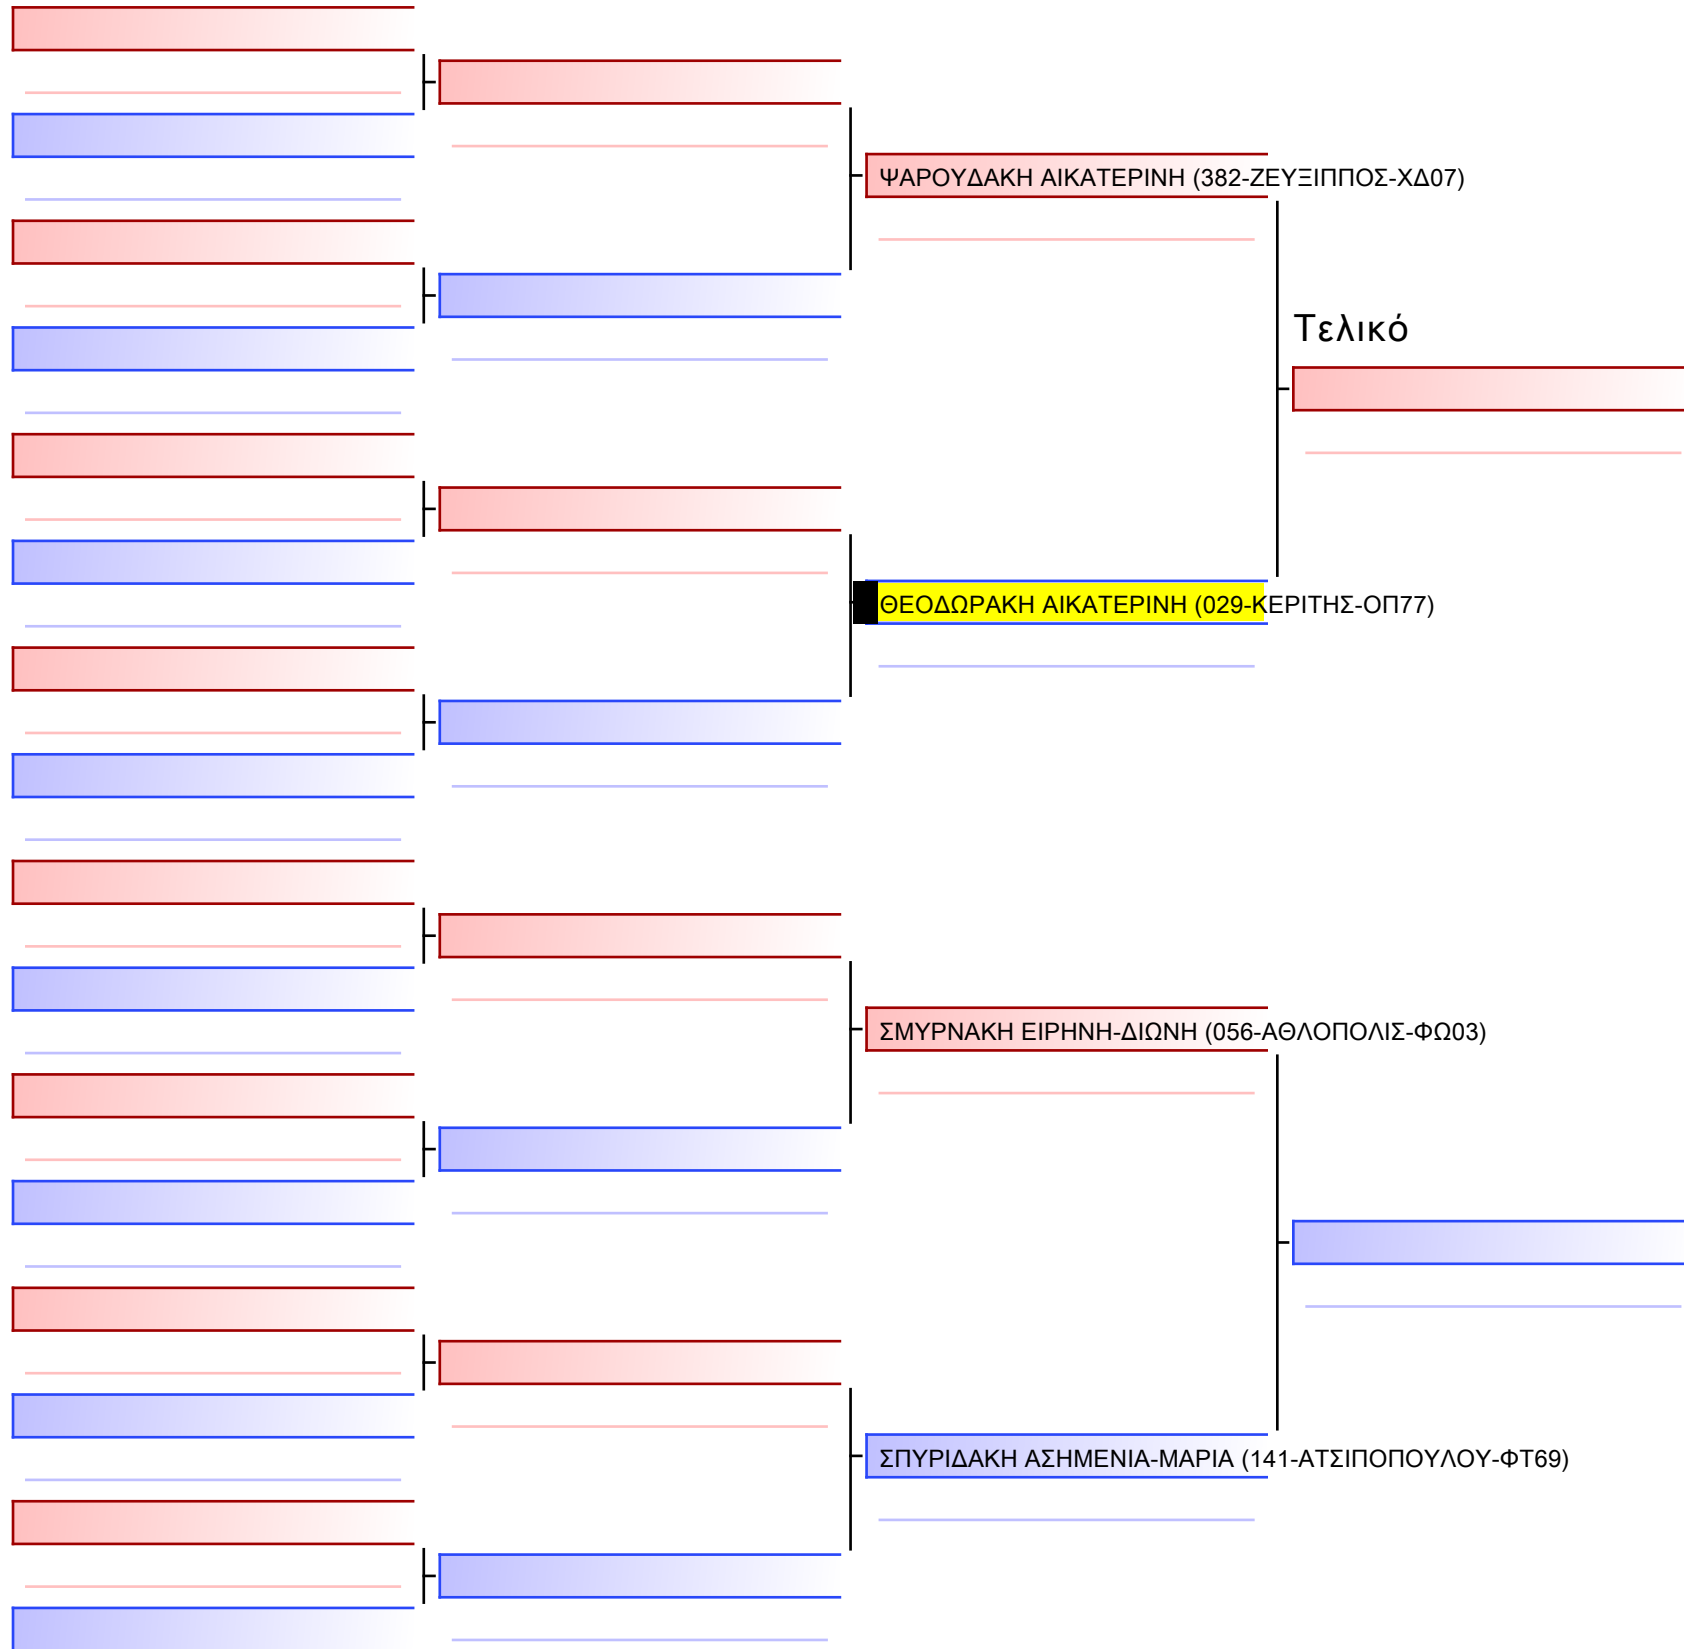 ΨΑΡΟΥΔΑΚΗ ΑΙΚΑΤΕΡΙΝΗ (382-ΖΕΥΞΙΠΠΟΣ-ΧΔ07)
Τελικό
ΘΕΟΔΩΡΑΚΗ ΑΙΚΑΤΕΡΙΝΗ (029-ΚΕΡΙΤΗΣ-ΟΠ77)
ΣΜΥΡΝΑΚΗ ΕΙΡΗΝΗ-ΔΙΩΝΗ (056-ΑΘΛΟΠΟΛΙΣ-ΦΩ03)
ΣΠΥΡΙΔΑΚΗ ΑΣΗΜΕΝΙΑ-ΜΑΡΙΑ (141-ΑΤΣΙΠΟΠΟΥΛΟΥ-ΦΤ69)